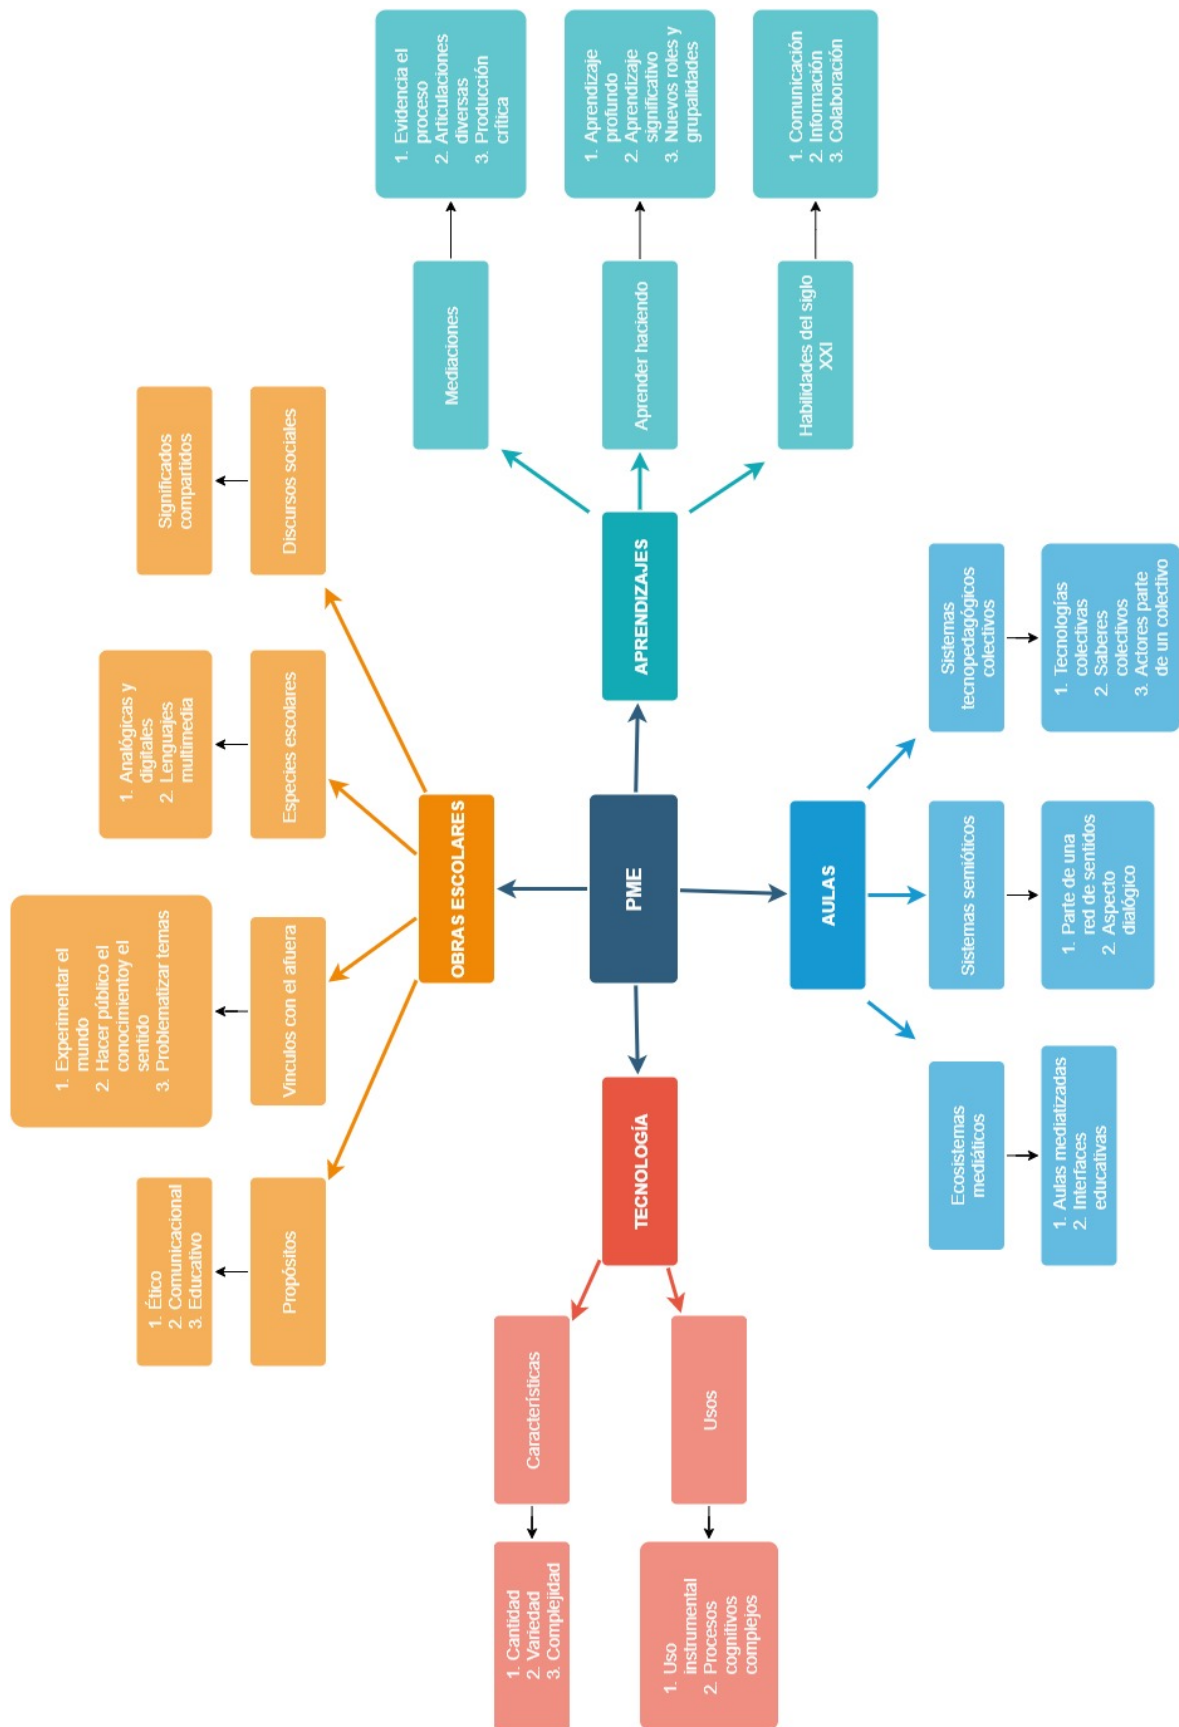 1. Experimentar el
mundo
2. Hacer público el
conocimientoy el
sentido
3. Problematizar temas
1. Ético
2. Comunicacional
3. Educativo
1. Analógicas y
digitales
2. Lenguajes
multimedia
Significados
compartidos
Propósitos
Vinculos con el afuera
Especies escolares
Discursos sociales
OBRAS ESCOLARES
1. Cantidad
2. Variedad
3. Complejidad
Características
1. Uso
instrumental
2. Procesos
cognitivos
complejos
Usos
TECNOLOGÍA
PME
APRENDIZAJES
Mediaciones
1. Evidencia el
proceso
2. Articulaciones
diversas
3. Producción
crítica
Aprender haciendo
1. Aprendizaje
profundo
2. Aprendizaje
significativo
3. Nuevos roles y
grupalidades
Habilidades del siglo
XXI
1. Comunicación
2. Información
3. Colaboración
AULAS
Ecosistemas
mediáticos
Sistemas semióticos
Sistemas
tecnopedagógicos
colectivos
1. Aulas mediatizadas
2. Interfaces
educativas
1. Parte de una
red de sentidos
2. Aspecto
dialógico
1. Tecnologías
colectivas
2. Saberes
colectivos
3. Actores parte
de un colectivo